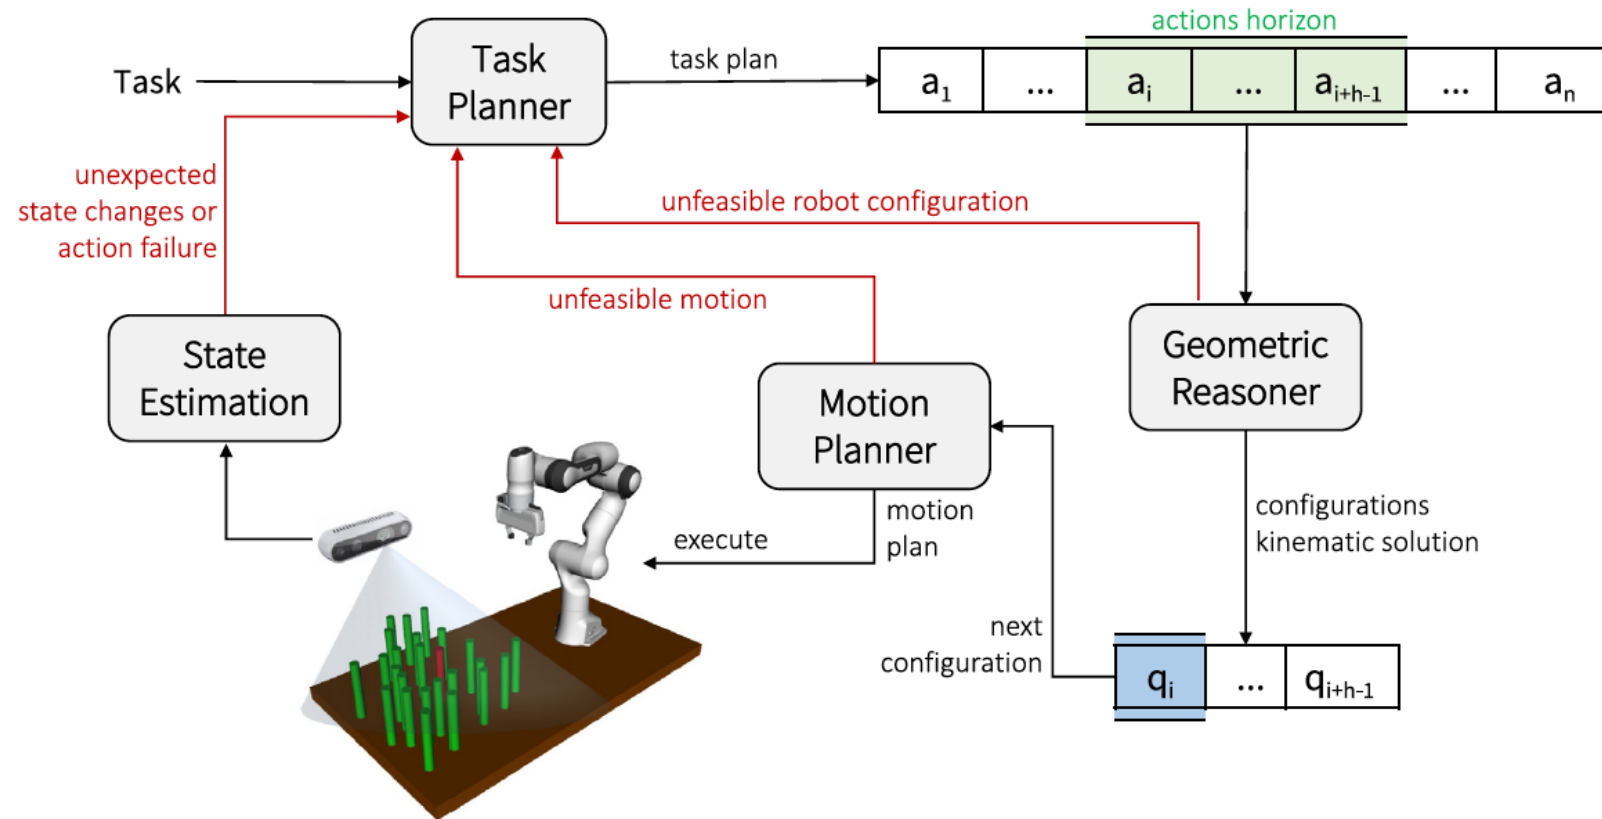 actions horizon
Task
Task
Planner
task plan
a1
...
ai
...
ai+h-1
...
an
unexpected
state changes or
action failure
unfeasible robot configuration
unfeasible motion
State
Estimation
Geometric
Reasoner
Motion
Planner
motion
plan
execute
configurations
kinematic solution
next
configuration
qi
...
qi+h-1